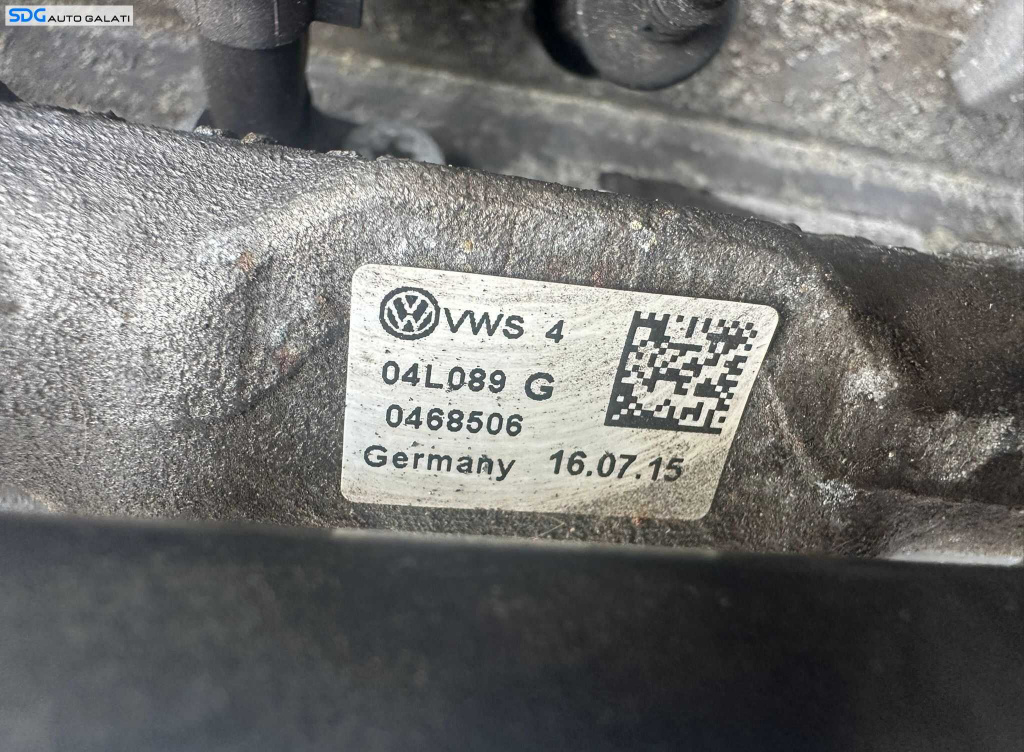 SDG AUTO GALATI
VWS 4
04L089 G
0468506
Germany 16.07.15